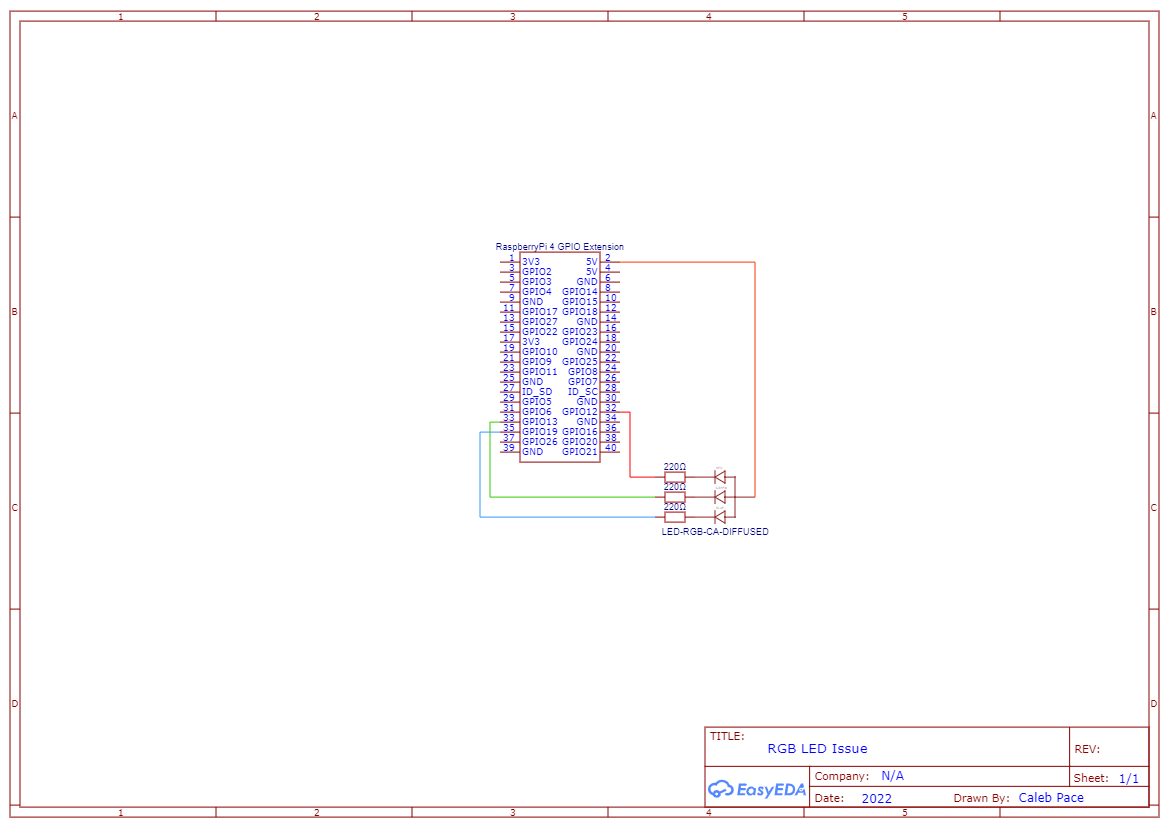 1 2 3 4 5
A A
RaspberryPi 4 GPIO Extension
1 3V3 5V 2
3 GPIO2 5V 4
5 GPIO3 GND 6
7 GPIO4 GPIO14 8
9 GND GPIO15 10
11 GPIO17 GPIO18 12
13 GPIO27 GND 14
15 GPIO22 GPIO23 16
17 3V3 GPIO24 18
19 GPIO10 GND 20
21 GPIO9 GPIO25 22
23 GPIO11 GPIO8 24
25 GND GPIO7 26
27 ID_SD ID_SC 28
29 GPIO5 GND 30
31 GPIO6 GPIO12 32
33 GPIO13 GND 34
35 GPIO19 GPIO16 36
37 GPIO26 GPIO20 38
39 GND GPIO21 40
B B
220Ω
220Ω
220Ω
C C
LED-RGB-CA-DIFFUSED
D D
TITLE:
RGB LED Issue
REV:
EasyEDA
Company: N/A
Sheet: 1/1
Date: 2022 Drawn By: Caleb Pace
1 2 3 4 5